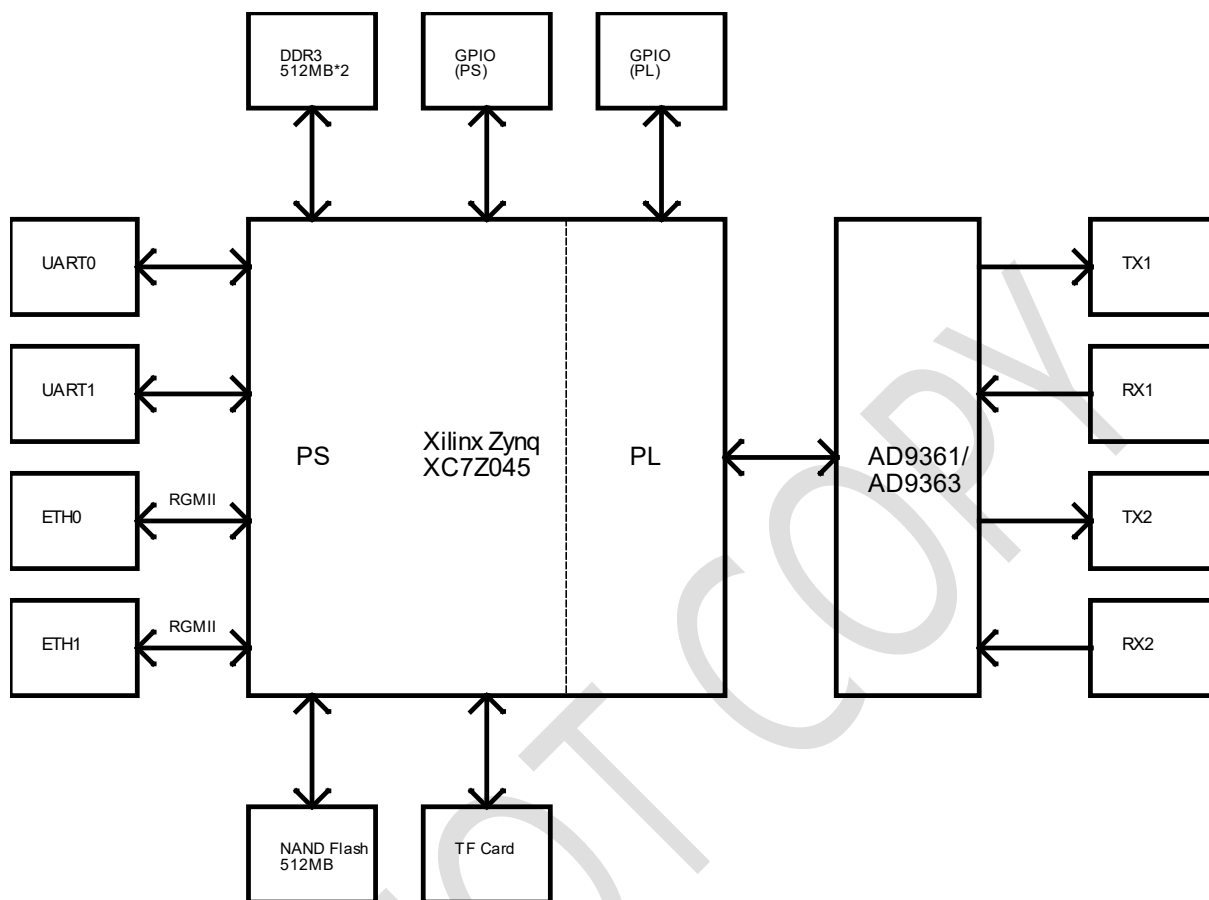 DDR3
512MB*2
GPIO
(PS)
GPIO
(PL)
UART0
UART1
ETH0
RGMII
ETH1
RGMII
PS
Xilinx Zynq
XC7Z045
PL
AD9361/
AD9363
TX1
RX1
TX2
RX2
NAND Flash
512MB
TF Card
OT COPY